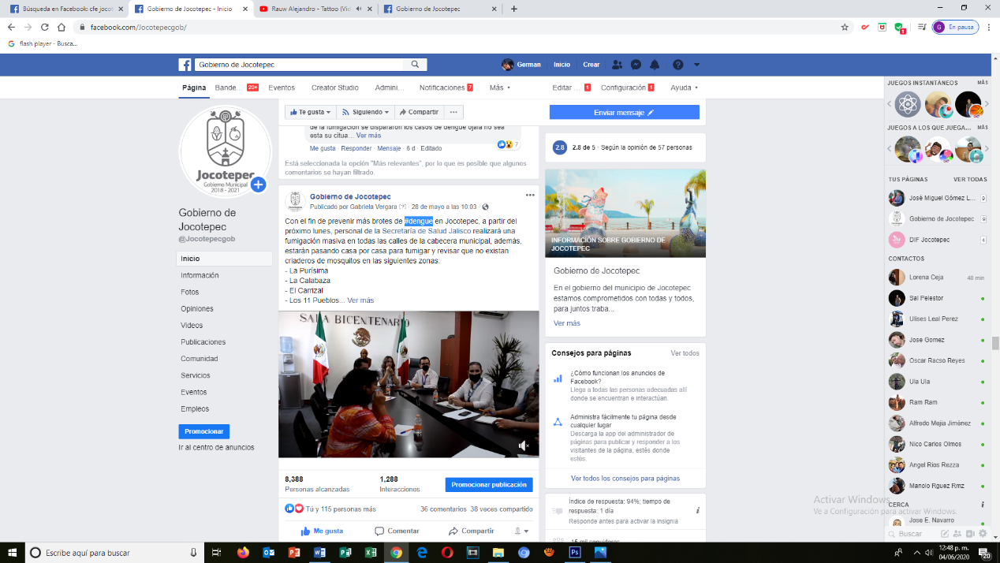 Búsqueda en Facebook: cfe jocot
Gobierno de Jocotepec - Inicio
Rauw Alejandro - Tattoo (Vid
Gobierno de Jocotepec
facebook.com/Jocotepecgob/
En pausa
flash player - Busca...
Gobierno de Jocotepec
German
Inicio
Crear
Página
Bande...
20+
Eventos
Creator Studio
Admini...
Notificaciones 7
Más
Editar ... 1
Configuración 1
Ayuda
Te gusta
Siguiendo
Compartir
Enviar mensaje
Jocotepec
Gobierno Municipal
2018 - 2021
Gobierno de
Jocotepec
@Jocotepecgob
Inicio
Información
Fotos
Opiniones
Videos
Publicaciones
Comunidad
Servicios
Eventos
Empleos
Promocionar
Ir al centro de anuncios
de la fumigación se dispararon los casos de dengue ojala no sea
esta su citua... Ver más
Me gusta · Responder · Mensaje · 6 d · Editado
7
Está seleccionada la opción "Más relevantes", por lo que es posible que algunos
comentarios se hayan filtrado.
Gobierno de Jocotepec
Publicado por Gabriela Vergara [?] · 28 de mayo a las 10:03 ·
Con el fin de prevenir más brotes de #dengue en Jocotepec, a partir del
próximo lunes, personal de la Secretaría de Salud Jalisco realizará una
fumigación masiva en todas las calles de la cabecera municipal, además,
estarán pasando casa por casa para fumigar y revisar que no existan
criaderos de mosquitos en las siguientes zonas:
- La Purísima
- La Calabaza
- El Carrizal
- Los 11 Pueblos... Ver más
SALA BICENTENARIO
8,388
Personas alcanzadas
1,288
Interacciones
Promocionar publicación
Tú y 115 personas más
36 comentarios 38 veces compartido
Me gusta
Comentar
Compartir
2.8
2.8 de 5 · Según la opinión de 57 personas
INFORMACIÓN SOBRE GOBIERNO DE
JOCOTEPEC
Gobierno de Jocotepec
En el gobierno del municipio de Jocotepec
estamos comprometidos con todas y todos,
para juntos traba...
Ver más
Consejos para páginas
Ver todos
¿Cómo funcionan los anuncios de
Facebook?
Llega a todas las personas adecuadas allí
donde se encuentran e interactúan.
Administra fácilmente tu página desde
cualquier lugar
Descarga la app del administrador de
páginas para publicar y responder a los
visitantes de la página, estés donde
estés.
Ver todos los consejos para páginas
Índice de respuesta: 94%; tiempo de
respuesta: 1 día
Responde antes para activar la insignia
15 mil seguidores
JUEGOS INSTANTÁNEOS
MÁS
JUEGOS A LOS QUE JUEGA...
MÁS
TUS PÁGINAS
VER TODAS
José Miguel Gómez L... 9
Gobierno de Jocotepec 9
DIF Jocotepec 4
CONTACTOS
Lorena Ceja 48 min
Sal Pelestor
Ulises Leal Perez
Jose Gomez
Oscar Racso Reyes
Ula Ula
Ram Ram
Alfredo Mejia Jiménez
Nico Carlos Olmos
Angel Rios Rezza
Manolo Rguez Rmz
CERCA
Jose E. Navarro
Buscar
Activar Windows
Ve a Configuración para activar Windows.
Escribe aquí para buscar
12:48 p. m.
04/06/2020
20